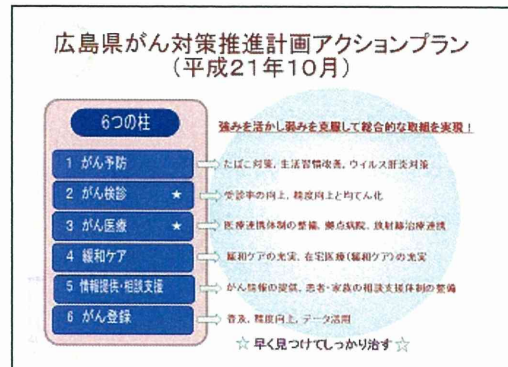 広島県がん対策推進計画アクションプラン
(平成21年10月)
6つの柱
強みを活かし弱みを克服して総合的な取組を実現！
1 がん予防
たばこ対策、生活習慣改善、ウイルス肝炎対策
2 がん検診 ★
受診率の向上、精度向上と均てん化
3 がん医療 ★
医療連携体制の整備、拠点病院、放射線治療連携
4 緩和ケア
緩和ケアの充実、在宅医療(緩和ケア)の充実
5 情報提供・相談支援
がん情報の提供、患者・家族の相談支援体制の整備
6 がん登録
普及、精度向上、データ活用
☆ 早く見つけてしっかり治す ☆